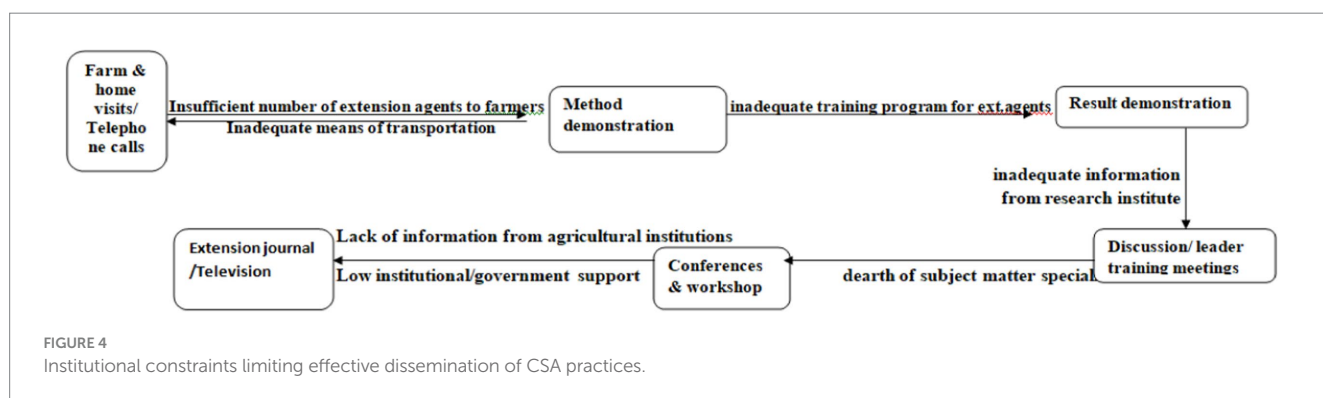 Farm &
home
visits/
Telepho
ne calls
Insufficient number of extension agents to farmers
Inadequate means of transportation
Method
demonstration
inadequate training program for ext.agents
Result demonstration
inadequate information
from research institute
Discussion/ leader
training meetings
dearth of subject matter special
Conferences
& workshop
Lack of information from agricultural institutions
Low institutional/government support
Extension journal
/Television
FIGURE 4
Institutional constraints limiting effective dissemination of CSA practices.